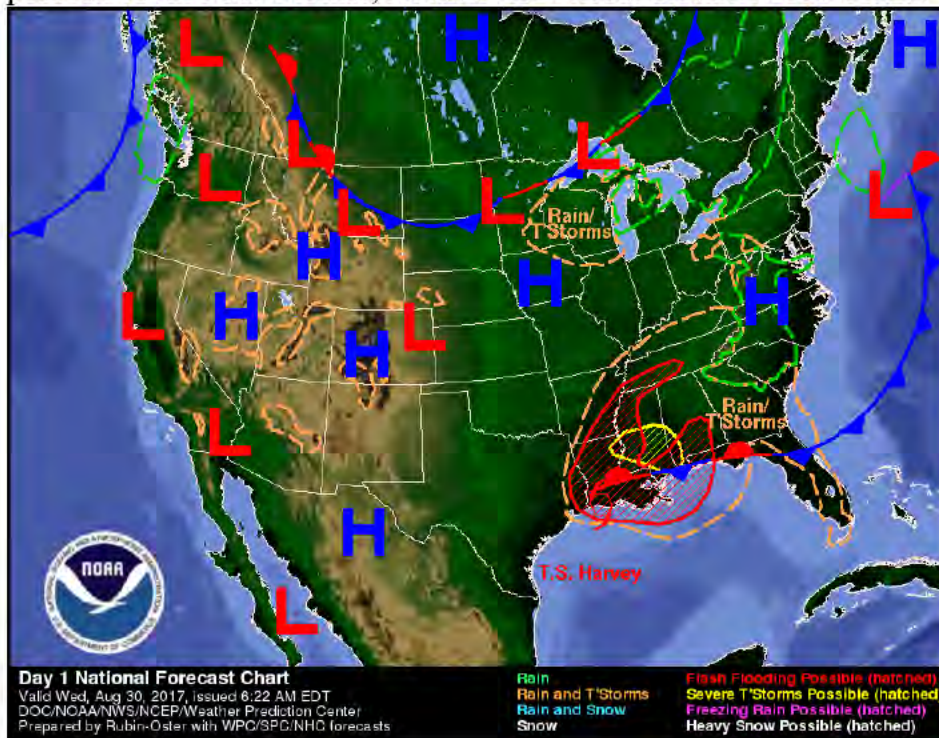 L
H
H
L
L
L
L
L
L
Rain/
T'Storms
H
H
H
H
L
L
H
Rain/
T'Storms
L
H
T.S. Harvey
L
NOAA
Day 1 National Forecast Chart
Valid Wed, Aug 30, 2017, issued 6:22 AM EDT
DOC/NOAA/NWS/NCEP/Weather Prediction Center
Prepared by Rubin-Oster with WPC/SPC/NHC forecasts
Rain
Rain and T'Storms
Rain and Snow
Snow
Flash Flooding Possible (hatched)
Severe T'Storms Possible (hatched
Freezing Rain Possible (hatched)
Heavy Snow Possible (hatched)